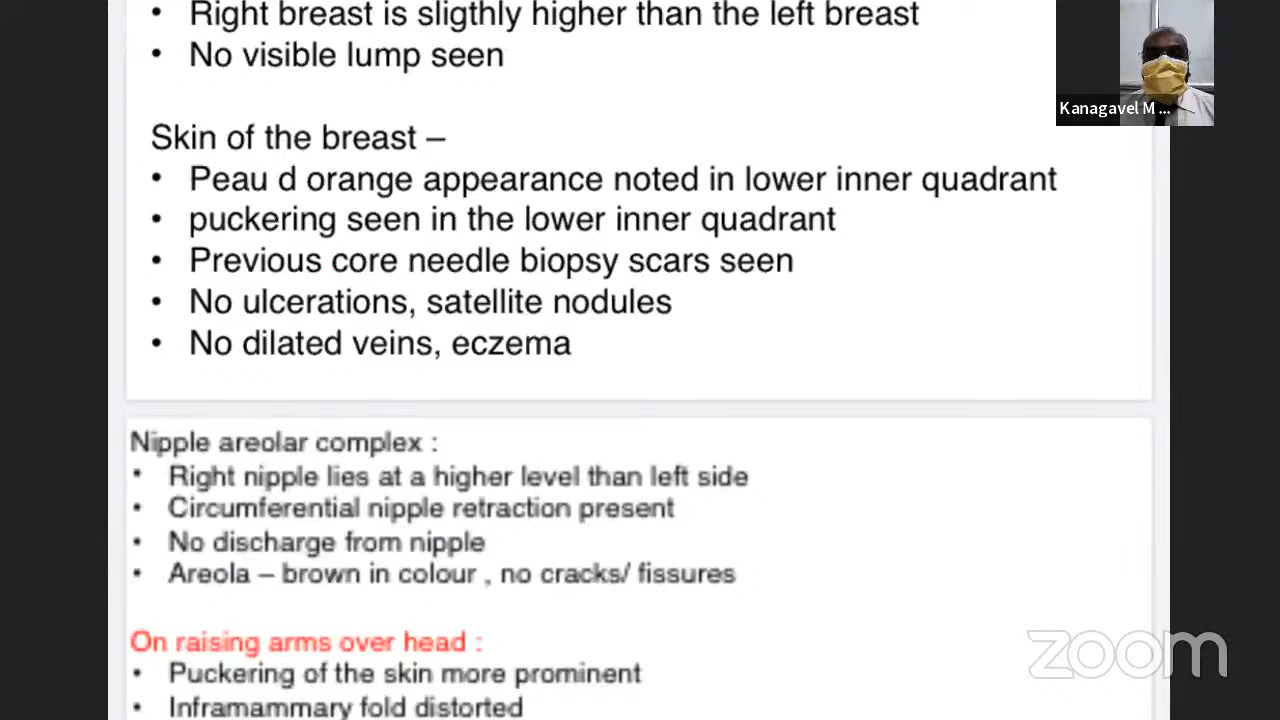 • Right breast is sligthly higher than the left breast
• No visible lump seen
Kanagavel M ...
Skin of the breast –
• Peau d orange appearance noted in lower inner quadrant
• puckering seen in the lower inner quadrant
• Previous core needle biopsy scars seen
• No ulcerations, satellite nodules
• No dilated veins, eczema
Nipple areolar complex :
• Right nipple lies at a higher level than left side
• Circumferential nipple retraction present
• No discharge from nipple
• Areola – brown in colour , no cracks/ fissures
On raising arms over head :
• Puckering of the skin more prominent
• Inframammary fold distorted
zoom